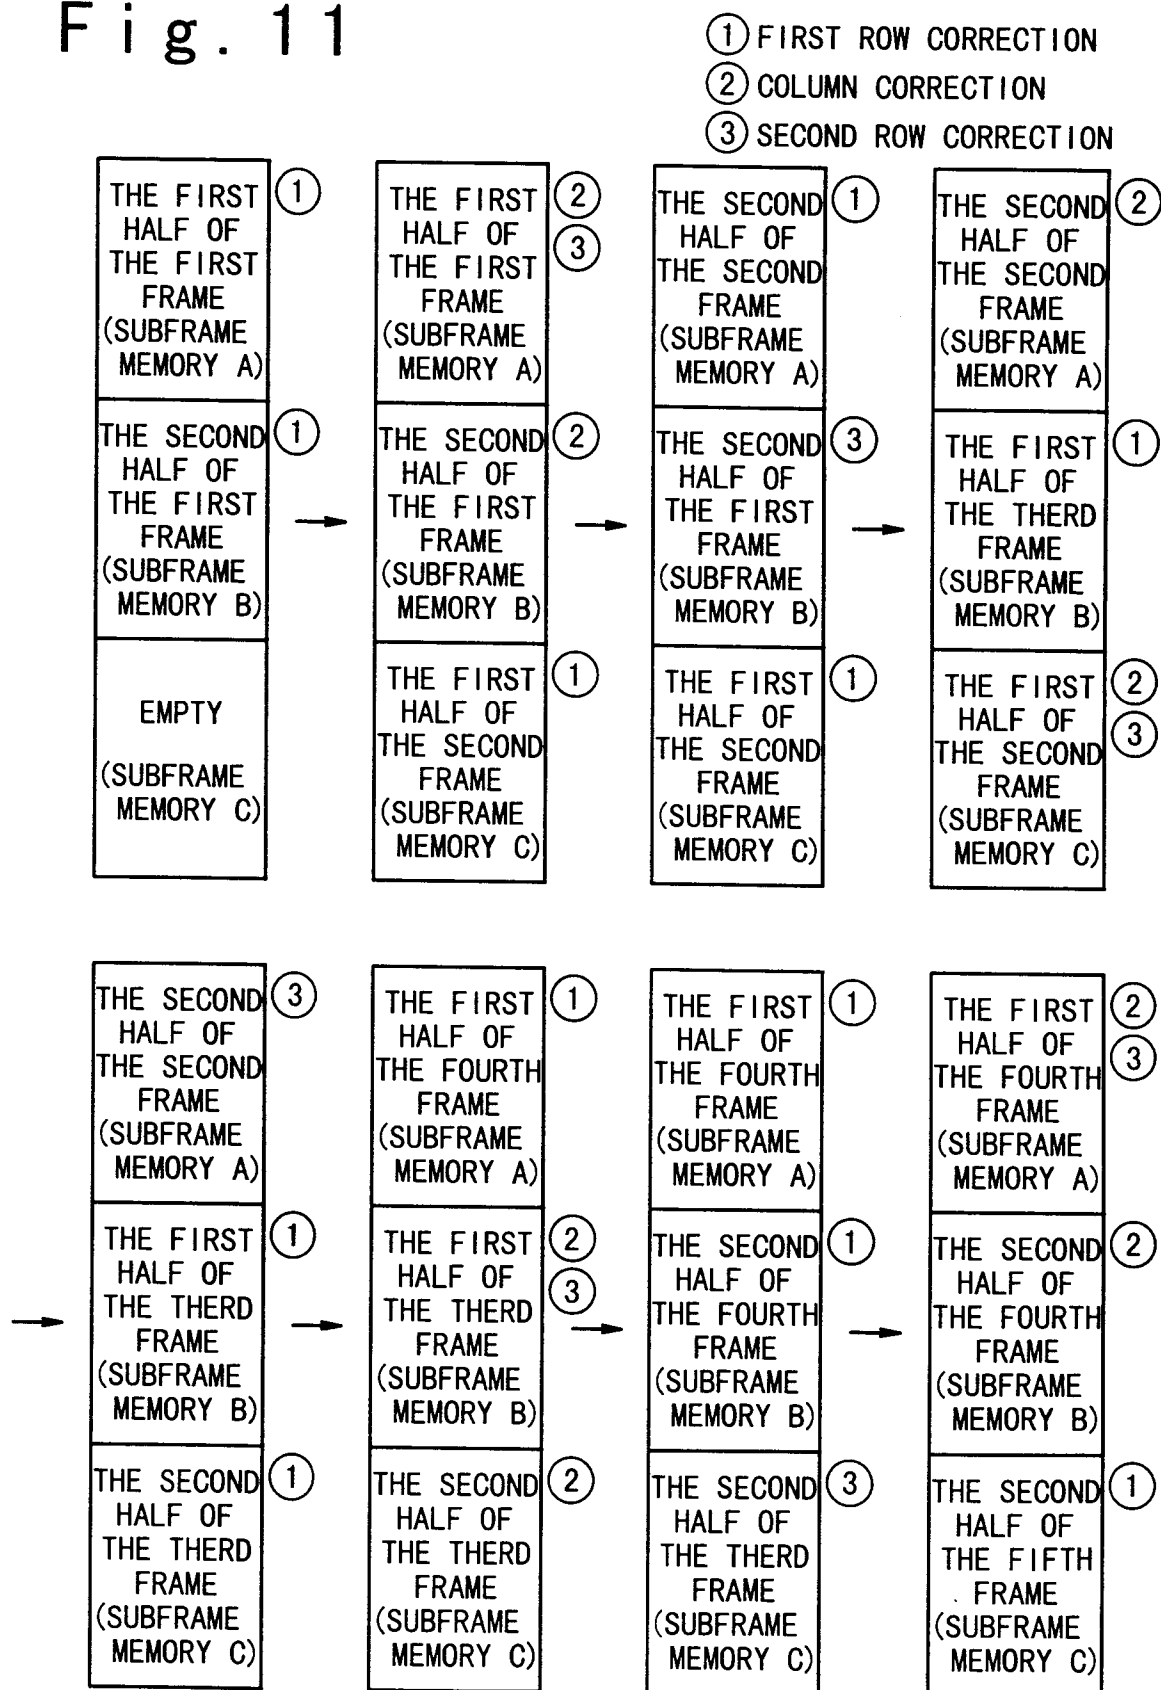 Fig. 11
① FIRST ROW CORRECTION
② COLUMN CORRECTION
③ SECOND ROW CORRECTION
THE FIRST ①
HALF OF
THE FIRST
FRAME
(SUBFRAME
MEMORY A)
THE SECOND ①
HALF OF
THE FIRST
FRAME
(SUBFRAME
MEMORY B)
EMPTY
(SUBFRAME
MEMORY C)
THE FIRST ②
HALF OF ③
THE FIRST
FRAME
(SUBFRAME
MEMORY A)
THE SECOND ②
HALF OF
THE FIRST
FRAME
(SUBFRAME
MEMORY B)
THE FIRST ①
HALF OF
THE SECOND
FRAME
(SUBFRAME
MEMORY C)
THE SECOND ①
HALF OF
THE SECOND
FRAME
(SUBFRAME
MEMORY A)
THE SECOND ③
HALF OF
THE FIRST
FRAME
(SUBFRAME
MEMORY B)
THE FIRST ①
HALF OF
THE SECOND
FRAME
(SUBFRAME
MEMORY C)
THE SECOND ②
HALF OF
THE SECOND
FRAME
(SUBFRAME
MEMORY A)
THE FIRST ①
HALF OF
THE THERD
FRAME
(SUBFRAME
MEMORY B)
THE FIRST ②
HALF OF ③
THE SECOND
FRAME
(SUBFRAME
MEMORY C)
THE SECOND ③
HALF OF
THE SECOND
FRAME
(SUBFRAME
MEMORY A)
THE FIRST ①
HALF OF
THE THERD
FRAME
(SUBFRAME
MEMORY B)
THE SECOND ①
HALF OF
THE THERD
FRAME
(SUBFRAME
MEMORY C)
THE FIRST ①
HALF OF
THE FOURTH
FRAME
(SUBFRAME
MEMORY A)
THE FIRST ②
HALF OF ③
THE THERD
FRAME
(SUBFRAME
MEMORY B)
THE SECOND ②
HALF OF
THE THERD
FRAME
(SUBFRAME
MEMORY C)
THE FIRST ①
HALF OF
THE FOURTH
FRAME
(SUBFRAME
MEMORY A)
THE SECOND ①
HALF OF
THE FOURTH
FRAME
(SUBFRAME
MEMORY B)
THE SECOND ③
HALF OF
THE THERD
FRAME
(SUBFRAME
MEMORY C)
THE FIRST ②
HALF OF ③
THE FOURTH
FRAME
(SUBFRAME
MEMORY A)
THE SECOND ②
HALF OF
THE FOURTH
FRAME
(SUBFRAME
MEMORY B)
THE SECOND ①
HALF OF
THE FIFTH
FRAME
(SUBFRAME
MEMORY C)